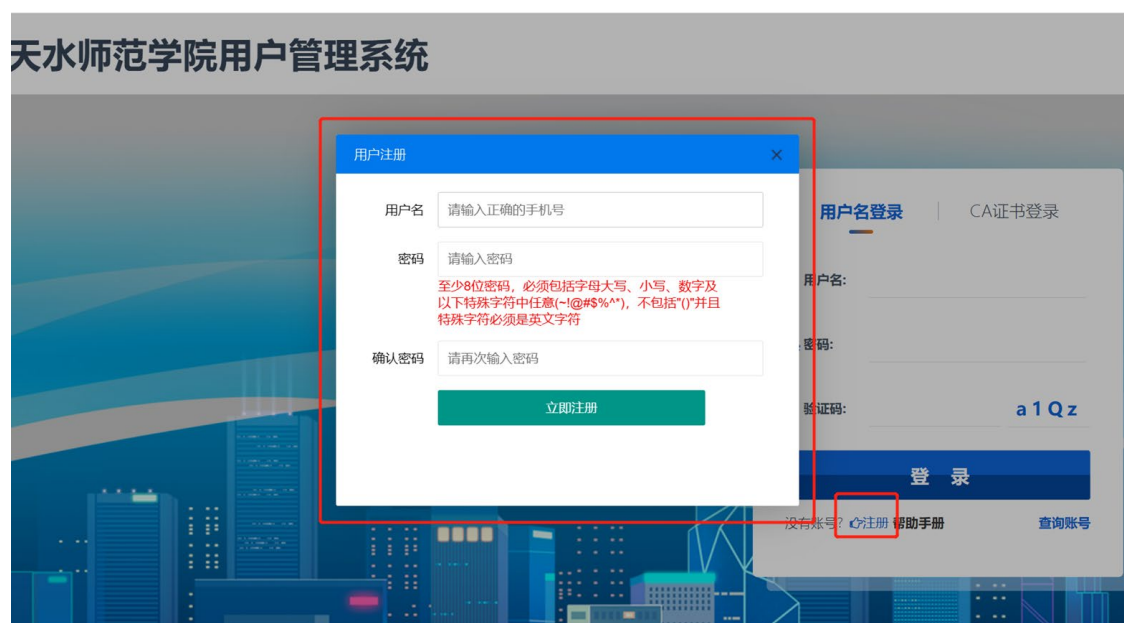 天水师范学院用户管理系统
用户注册
用户名 请输入正确的手机号
密码 请输入密码
至少8位密码，必须包括字母大写、小写、数字及
以下特殊字符中任意(~!@#$%^*)，不包括"()"并且
特殊字符必须是英文字符
确认密码 请再次输入密码
立即注册
用户名登录 CA证书登录
用户名:
密码:
验证码: a1Qz
登 录
没有账号? 注册 帮助手册 查询账号